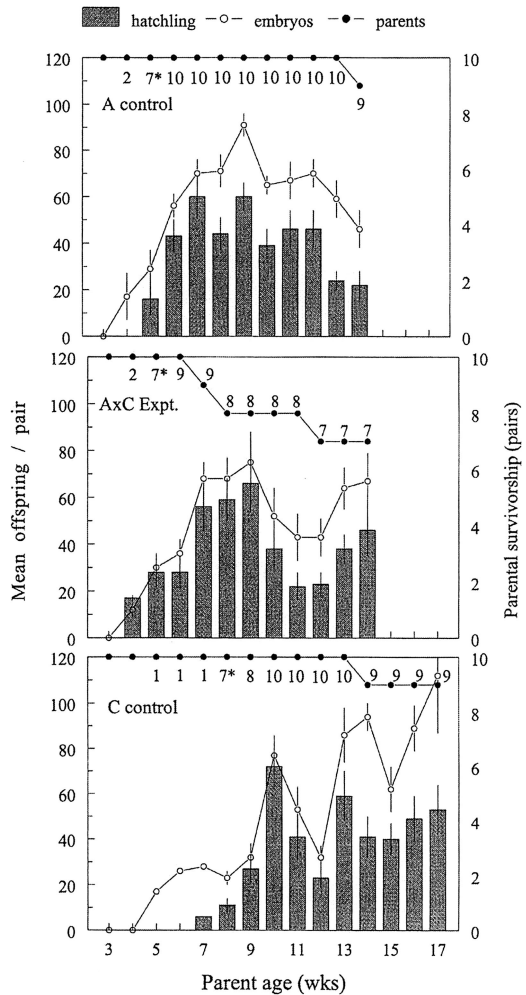 hatchling embryos parents
120 10
2 7* 10 10 10 10 10 10 10 10
100 A control 9
8
80
6
60
4
40
20 2
0 0
120 10
2 7* 9 9
100 AxC Expt. 8 8 8 8
8
7 7 7
80
6
60
4
40
20 2
0 0
120 10
1 1 1 7* 8 10 10 10 10 9 9 9 9
100 C control
8
80
6
60
4
40
20 2
0 0
3 5 7 9 11 13 15 17
Parent age (wks)
Mean offspring / pair
Parental survivorship (pairs)